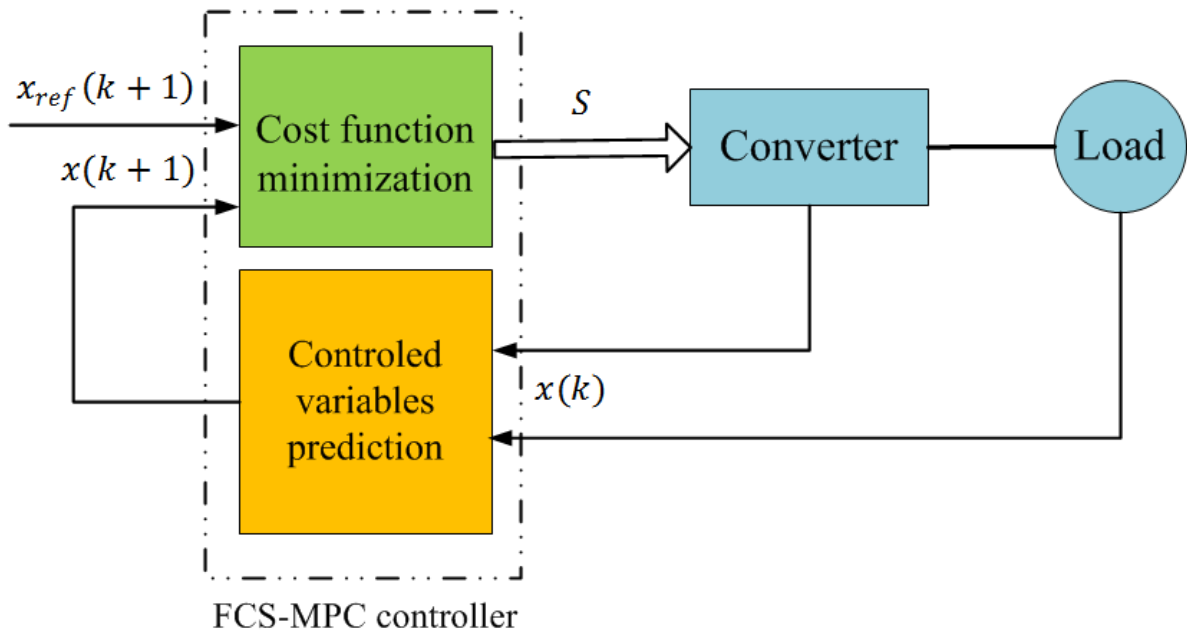 x_ref(k + 1)
x(k + 1)
Cost function
minimization
S
Converter
Load
Controled
variables
prediction
x(k)
FCS-MPC controller